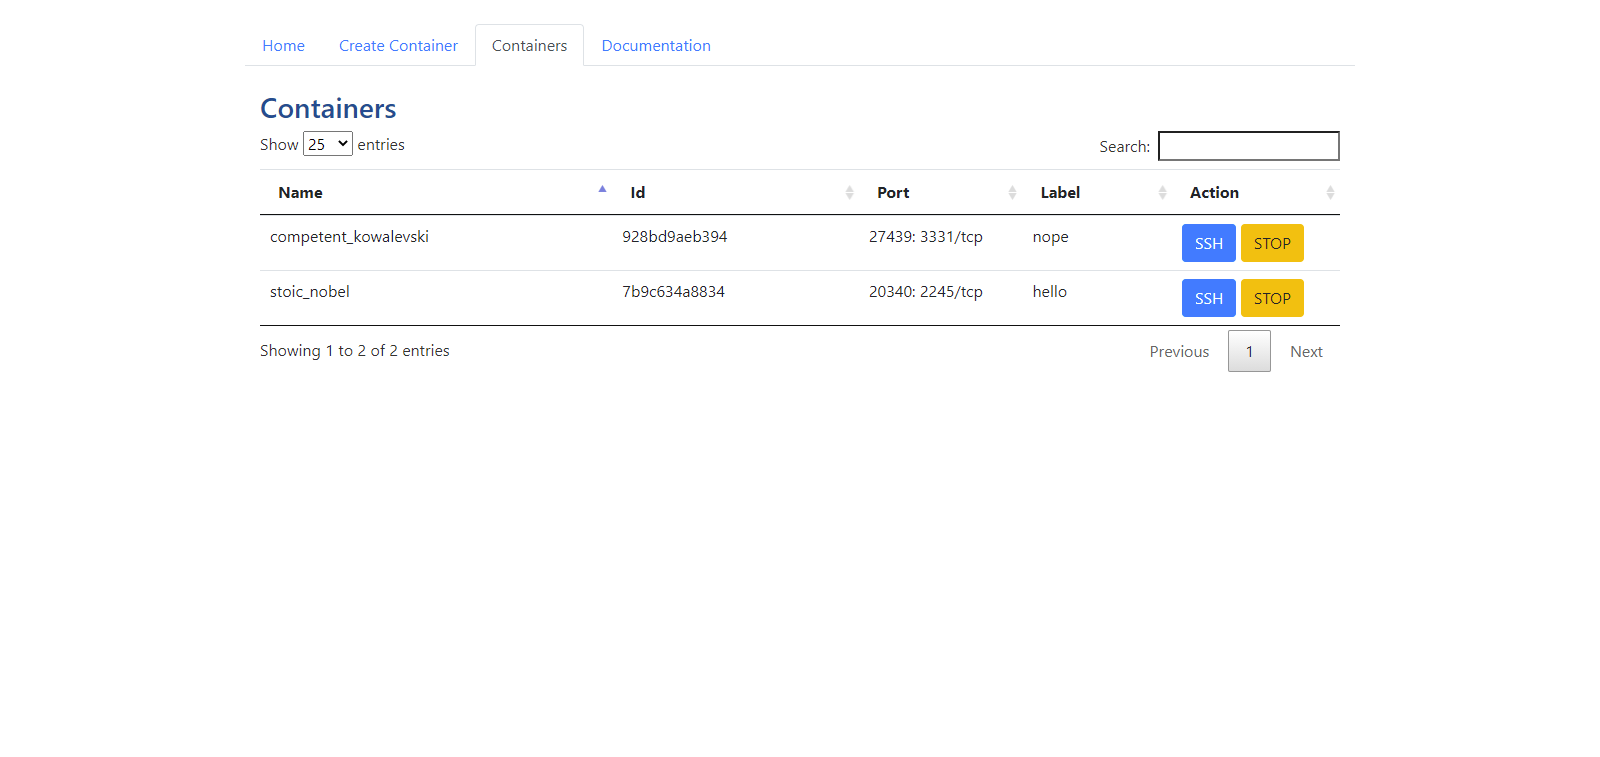 Home Create Container Containers Documentation
Containers
Show 25 entries Search:
Name Id Port Label Action
competent_kowalevski 928bd9aeb394 27439: 3331/tcp nope SSH STOP
stoic_nobel 7b9c634a8834 20340: 2245/tcp hello SSH STOP
Showing 1 to 2 of 2 entries Previous 1 Next